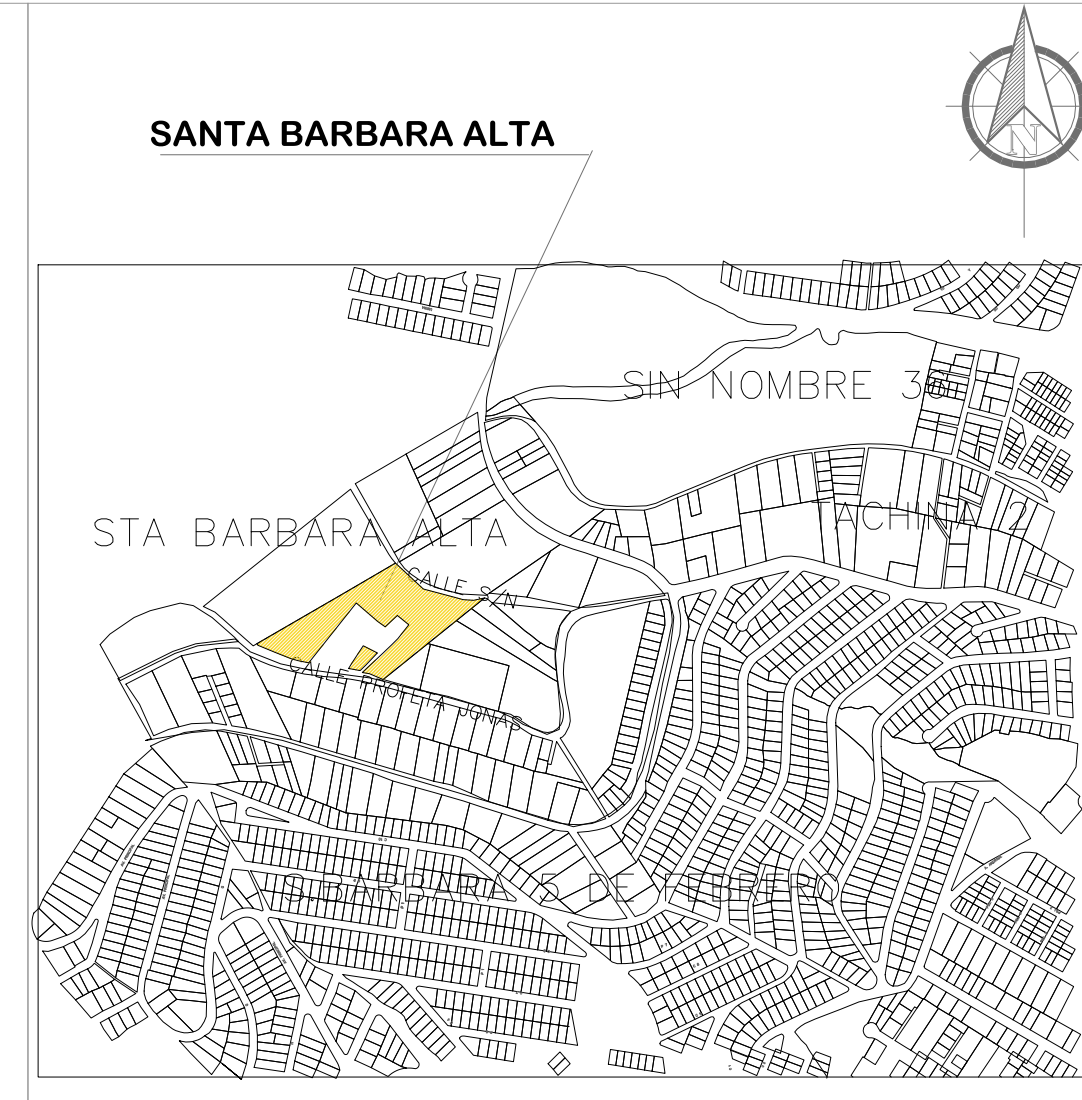 SANTA BARBARA ALTA
N
SIN NOMBRE 36
STA BARBARA ALTA
TACHINA 2
CALLE S/N
CALLE PROFETA JONAS
S.BARBARA 5 DE FEBRERO